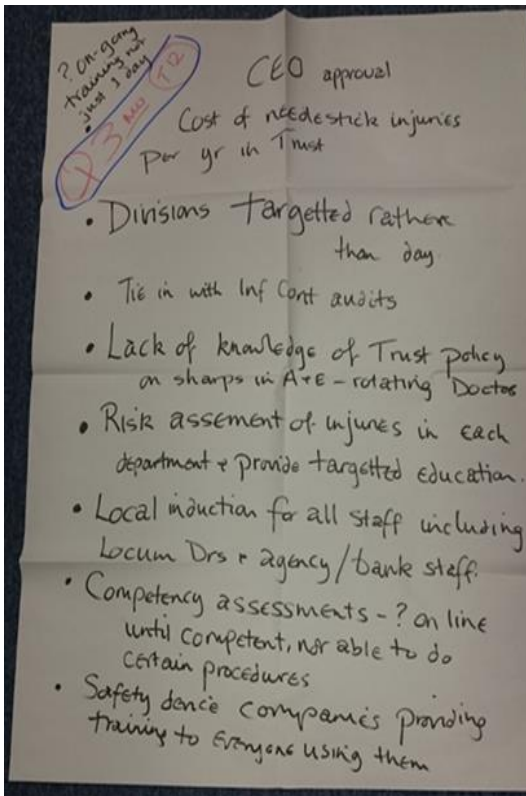 ? on-going
training not
just 1 day
Q3 T12
CEO approval
Cost of needlestick injuries
per yr in Trust
• Divisions targetted rather
than day
• Tie in with Inf Cont audits
• Lack of knowledge of Trust policy
on sharps in A+E - rotating Doctos
• Risk assement of injuries in each
department + provide targetted education.
• Local induction for all staff including
Locum Drs + agency/bank staff.
• Competency assessments - ? on line
until competent, not able to do
certain procedures
• Safety device companies providing
training to everyone using them